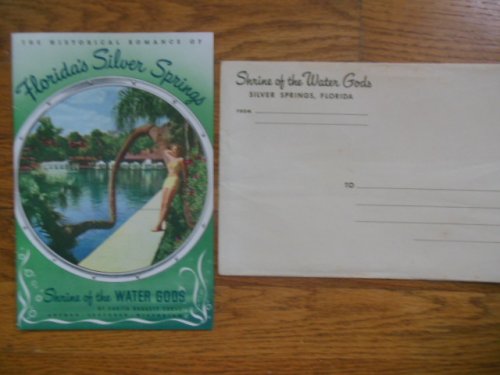 THE HISTORICAL ROMANCE OF
Florida's Silver Springs
Shrine of the WATER GODS
Shrine of the Water Gods
SILVER SPRINGS, FLORIDA
FROM
TO